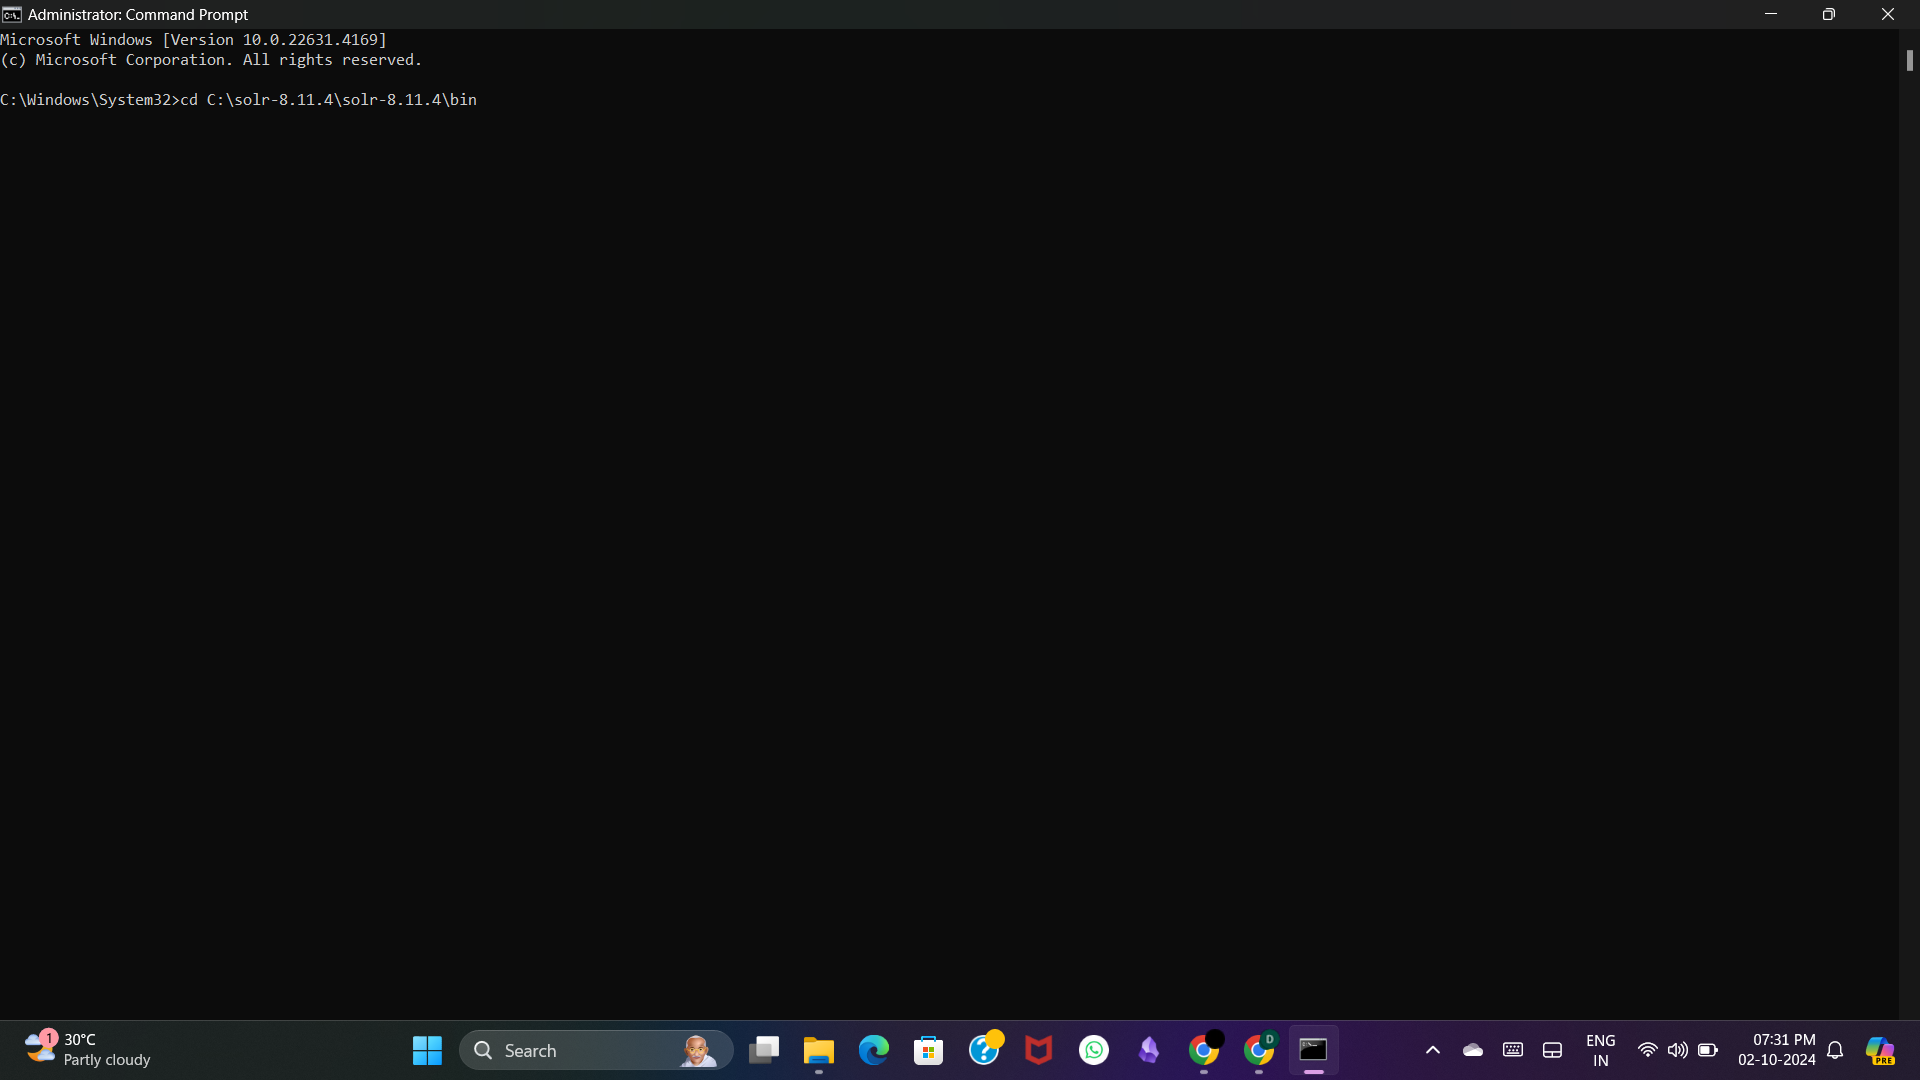 Administrator: Command Prompt
Microsoft Windows [Version 10.0.22631.4169]
(c) Microsoft Corporation. All rights reserved.
C:\Windows\System32>cd C:\solr-8.11.4\solr-8.11.4\bin
1
30°C
Partly cloudy
Search
D
ENG
IN
07:31 PM
02-10-2024
PRE